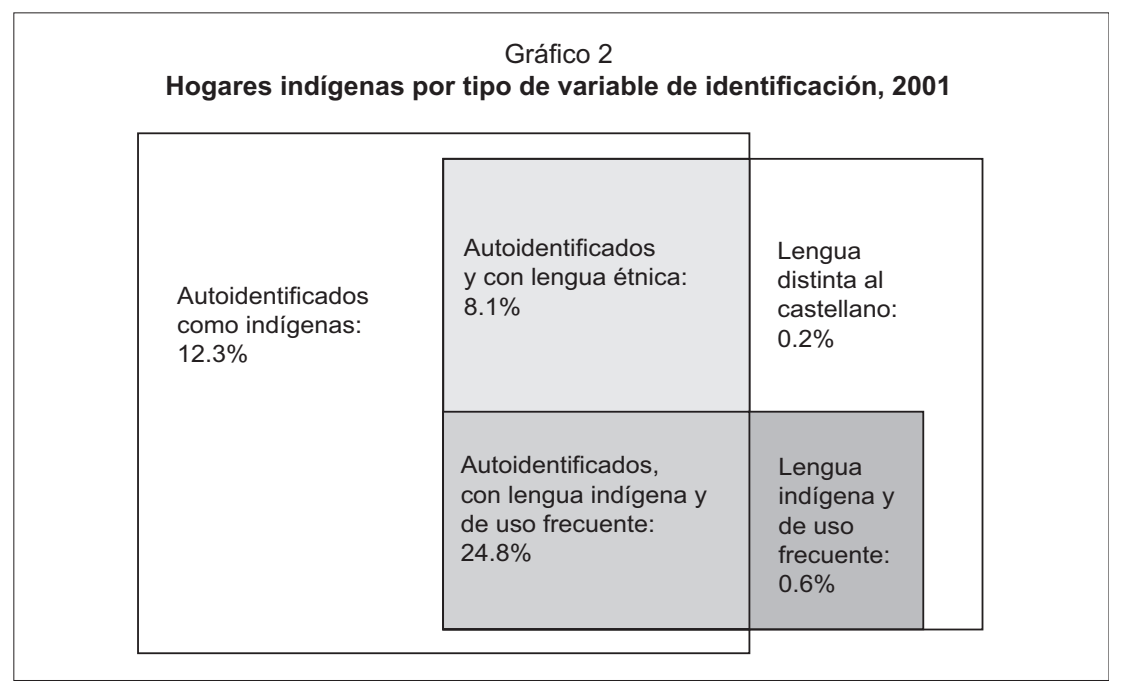 Gráfico 2
Hogares indígenas por tipo de variable de identificación, 2001
Autoidentificados
como indígenas:
12.3%
Autoidentificados
y con lengua étnica:
8.1%
Lengua
distinta al
castellano:
0.2%
Autoidentificados,
con lengua indígena y
de uso frecuente:
24.8%
Lengua
indígena y
de uso
frecuente:
0.6%